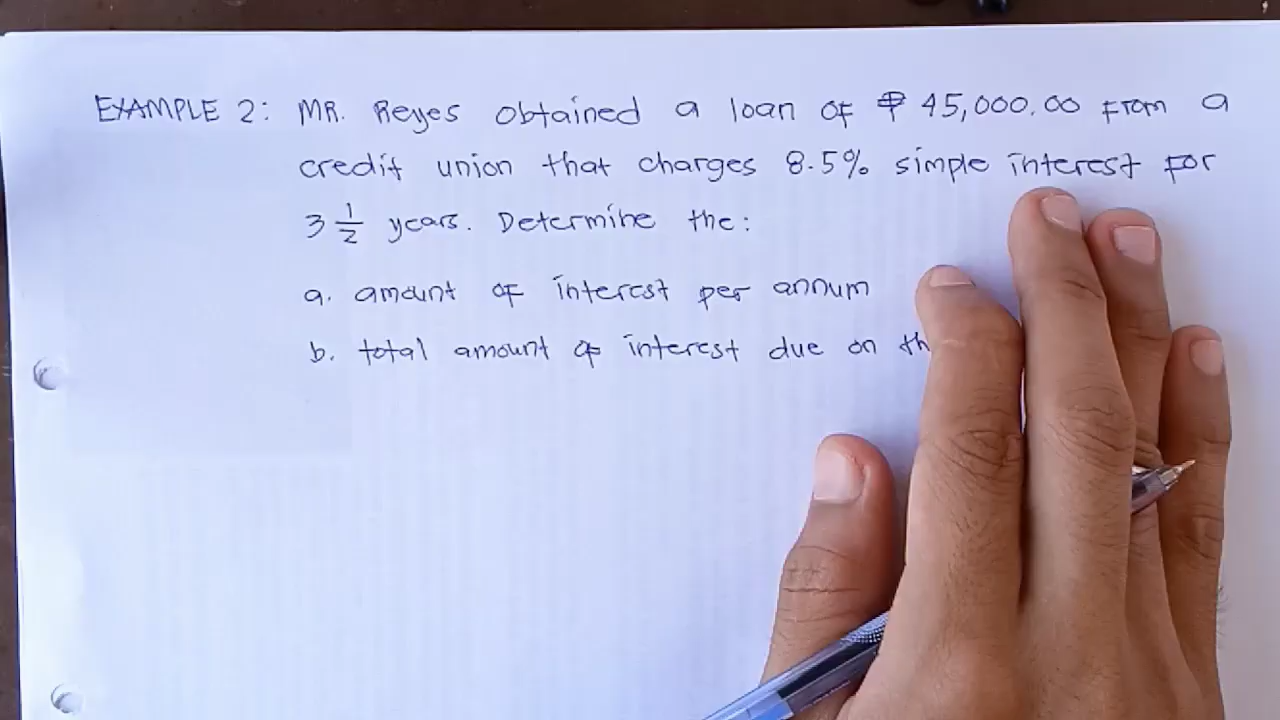 EXAMPLE 2: MR. Reyes obtained a loan of ₱ 45,000.00 from a
credit union that charges 8.5% simple interest for
3 1/2 years. Determine the:
a. amount of interest per annum
b. total amount of interest due on th